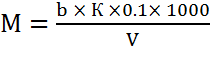 M = b × К ×0.1× 1000 / V